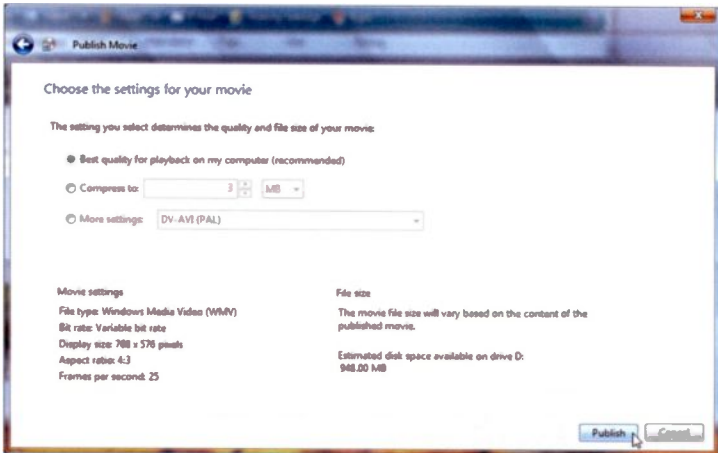 Publish Movie
Choose the settings for your movie
The setting you select determines the quality and file size of your movie:
Best quality for playback on my computer (recommended)
Compress to: 3 MB
More settings: DV-AVI (PAL)
Movie settings
File type: Windows Media Video (WMV)
Bit rate: Variable bit rate
Display size: 768 x 576 pixels
Aspect ratio: 4:3
Frames per second: 25
File size
The movie file size will vary based on the content of the
published movie.
Estimated disk space available on drive D:
948.00 MB
Publish
Cancel